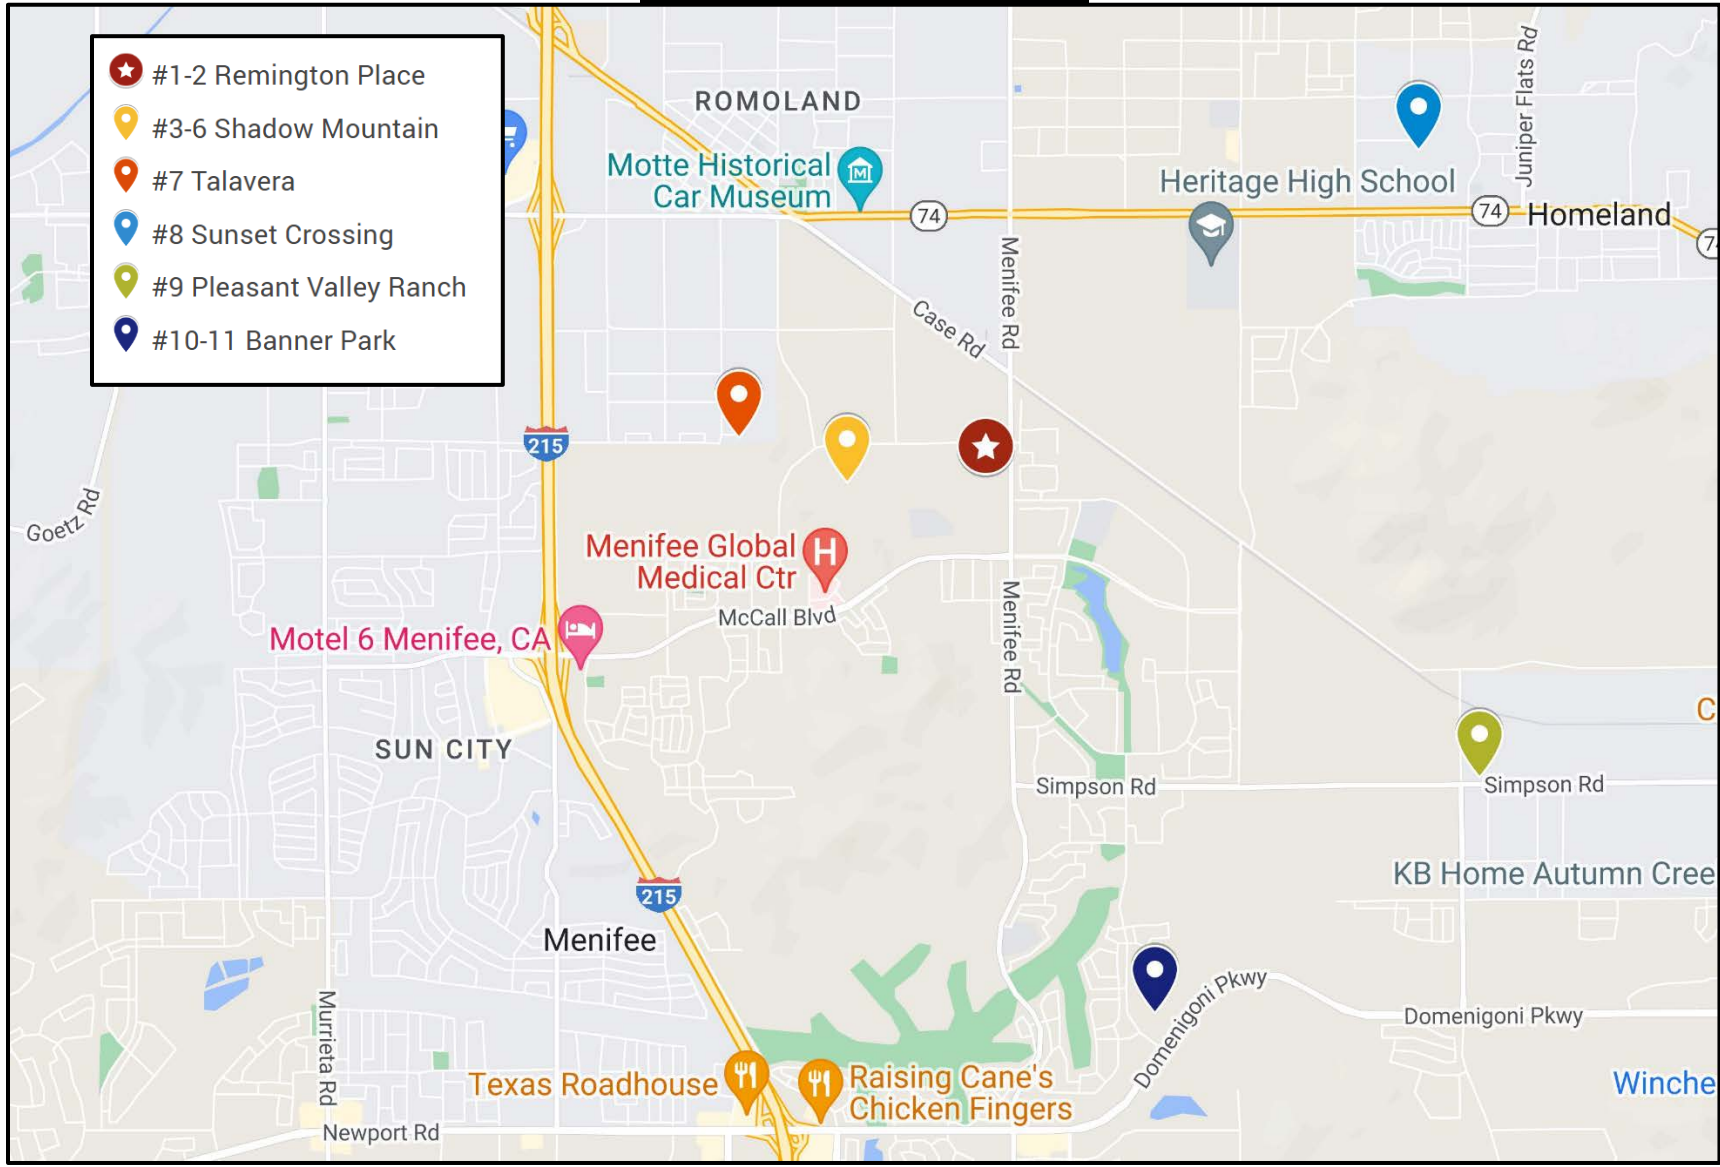 #1-2 Remington Place
#3-6 Shadow Mountain
#7 Talavera
#8 Sunset Crossing
#9 Pleasant Valley Ranch
#10-11 Banner Park
ROMOLAND
Juniper Flats Rd
Motte Historical
Car Museum
M
Heritage High School
74
74
Homeland
74
Menifee Rd
Case Rd
215
Goetz Rd
Menifee Global
Medical Ctr
H
McCall Blvd
Menifee Rd
Motel 6 Menifee, CA
SUN CITY
Simpson Rd
Simpson Rd
KB Home Autumn Cree
215
Menifee
Murrieta Rd
Domenigoni Pkwy
Domenigoni Pkwy
Texas Roadhouse
Raising Cane's
Chicken Fingers
Winche
Newport Rd